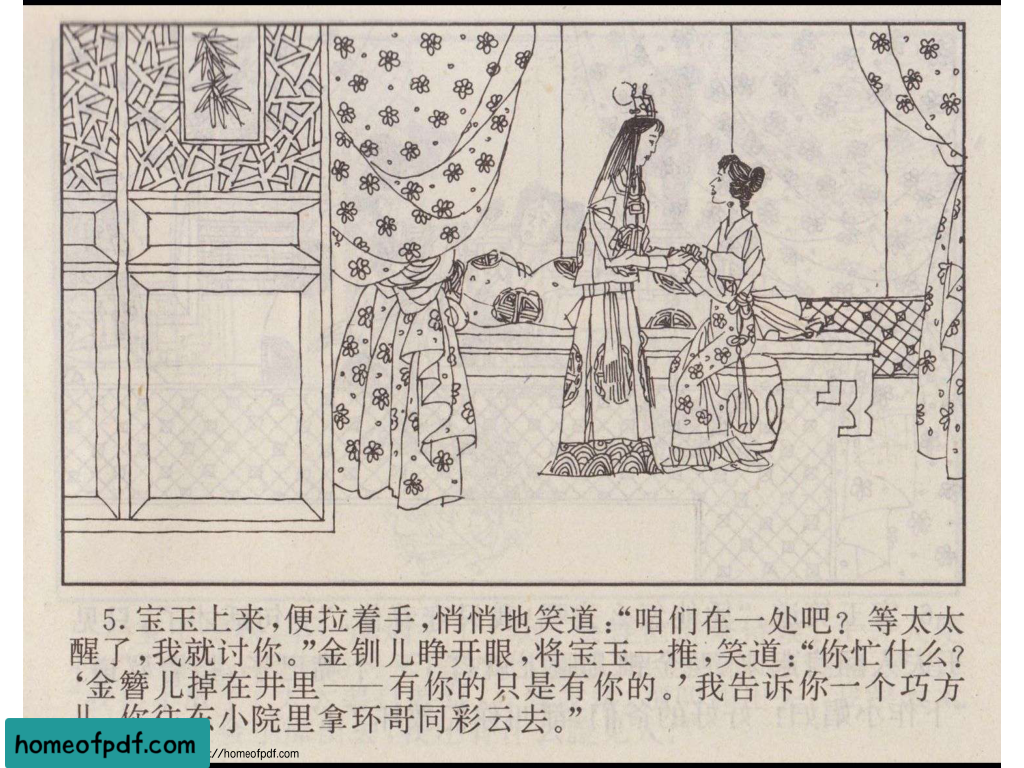 5. 宝玉上来，便拉着手，悄悄地笑道：“咱们在一处吧？等太太
醒了，我就讨你。”金钏儿睁开眼，将宝玉一推，笑道：“你忙什么？
‘金簪儿掉在井里——有你的只是有你的。’我告诉你一个巧方
儿，你往东小院里拿环哥同彩云去。”
homeofpdf.com
://homeofpdf.com